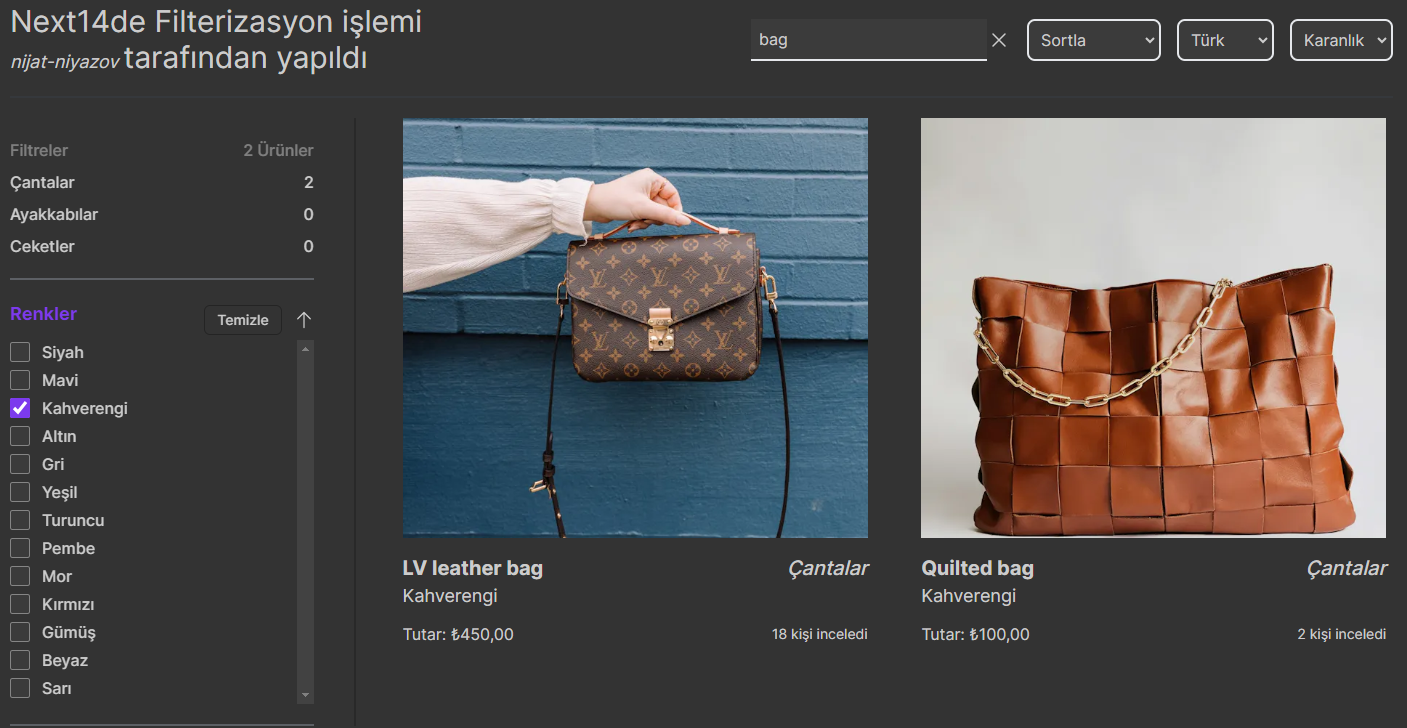 Next14de Filterizasyon işlemi
nijat-niyazov tarafından yapıldı
bag
Sortla
Türk
Karanlık
Filtreler 2 Ürünler
Çantalar 2
Ayakkabılar 0
Ceketler 0
Renkler Temizle
Siyah
Mavi
Kahverengi
Altın
Gri
Yeşil
Turuncu
Pembe
Mor
Kırmızı
Gümüş
Beyaz
Sarı
LV leather bag Çantalar
Kahverengi
Tutar: ₺450,00 18 kişi inceledi
Quilted bag Çantalar
Kahverengi
Tutar: ₺100,00 2 kişi inceledi